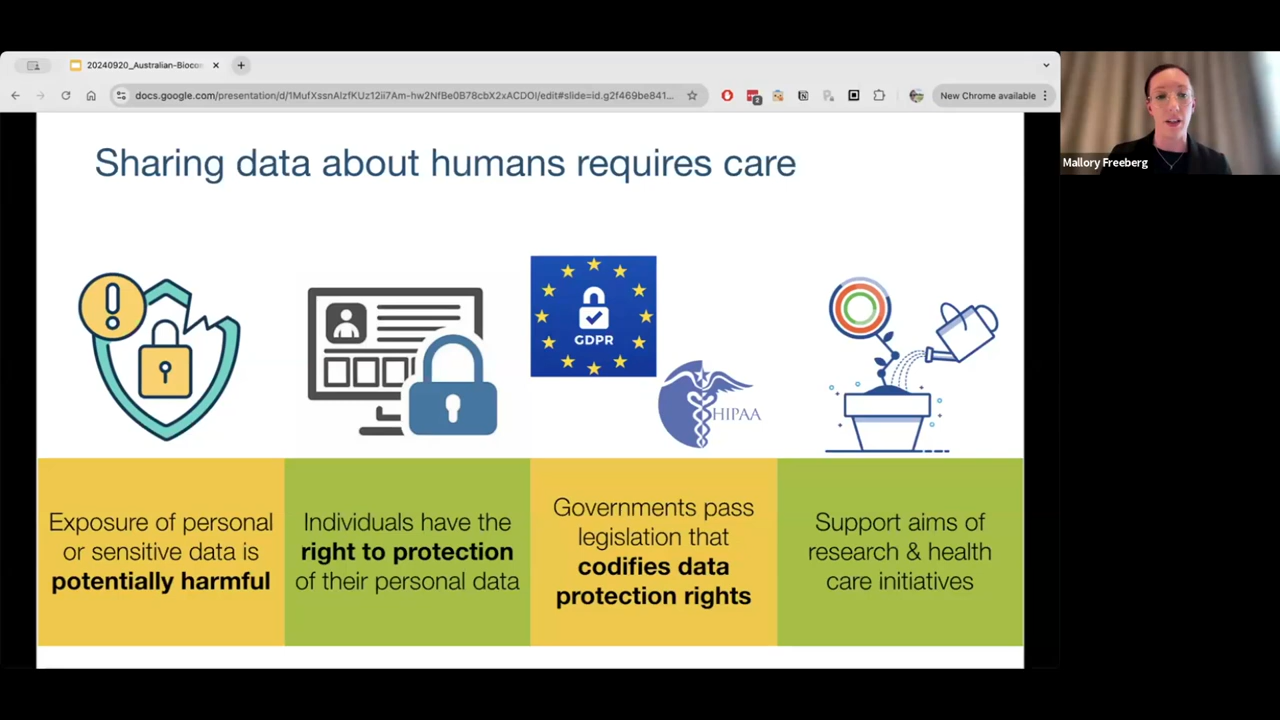 20240920_Australian-Bioco
docs.google.com/presentation/d/1MufXssnAlzfKUz12ii7Am-hw2NfBe0B78cbX2xACDOI/edit#slide=id.g2f469be841...
New Chrome available
Mallory Freeberg
Sharing data about humans requires care
GDPR
HIPAA
Exposure of personal
or sensitive data is
potentially harmful
Individuals have the
right to protection
of their personal data
Governments pass
legislation that
codifies data
protection rights
Support aims of
research & health
care initiatives